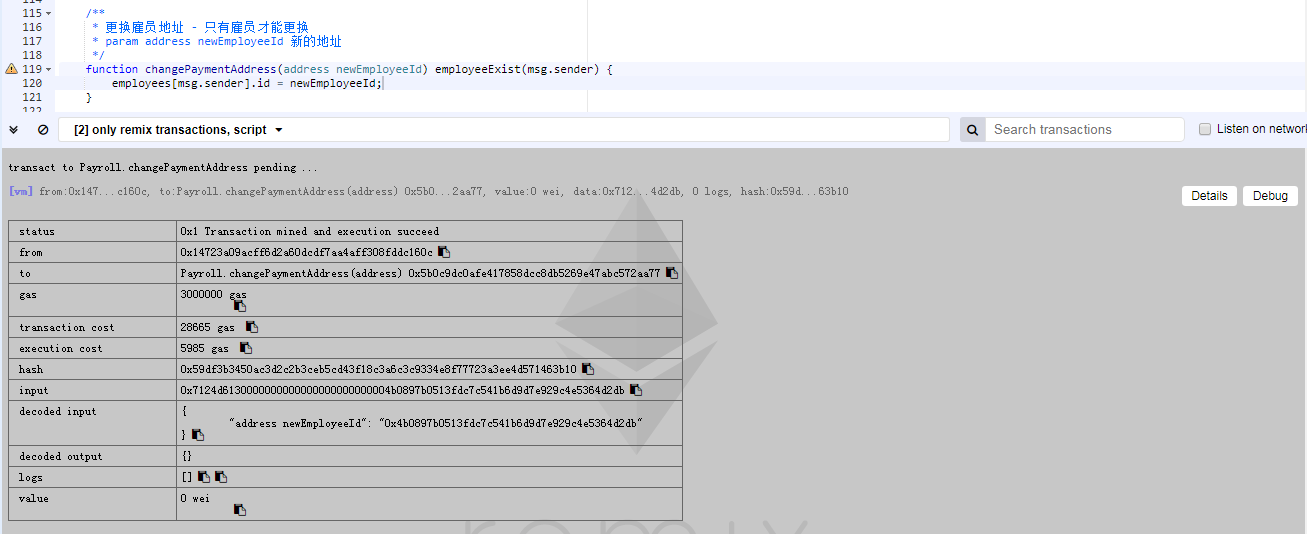 115 /**
116 * 更换雇员地址 - 只有雇员才能更换
117 * param address newEmployeeId 新的地址
118 */
119 function changePaymentAddress(address newEmployeeId) employeeExist(msg.sender) {
120 employees[msg.sender].id = newEmployeeId;
121 }
122
[2] only remix transactions, script Search transactions Listen on network
transact to Payroll.changePaymentAddress pending ...
[vm] from:0x147...c160c, to:Payroll.changePaymentAddress(address) 0x5b0...2aa77, value:0 wei, data:0x712...4d2db, 0 logs, hash:0x59d...63b10
Details Debug
status 0x1 Transaction mined and execution succeed
from 0x14723a09acff6d2a60dcdf7aa4aff308fddc160c
to Payroll.changePaymentAddress(address) 0x5b0c9dc0afe417858dcc8db5269e47abc572aa77
gas 3000000 gas
transaction cost 28665 gas
execution cost 5985 gas
hash 0x59df3b3450ac3d2c2b3ceb5cd43f18c3a6c3c9334e8f77723a3ee4d571463b10
input 0x7124d6130000000000000000000000004b0897b0513fdc7c541b6d9d7e929c4e5364d2db
decoded input {
"address newEmployeeId": "0x4b0897b0513fdc7c541b6d9d7e929c4e5364d2db"
}
decoded output {}
logs []
value 0 wei
remix